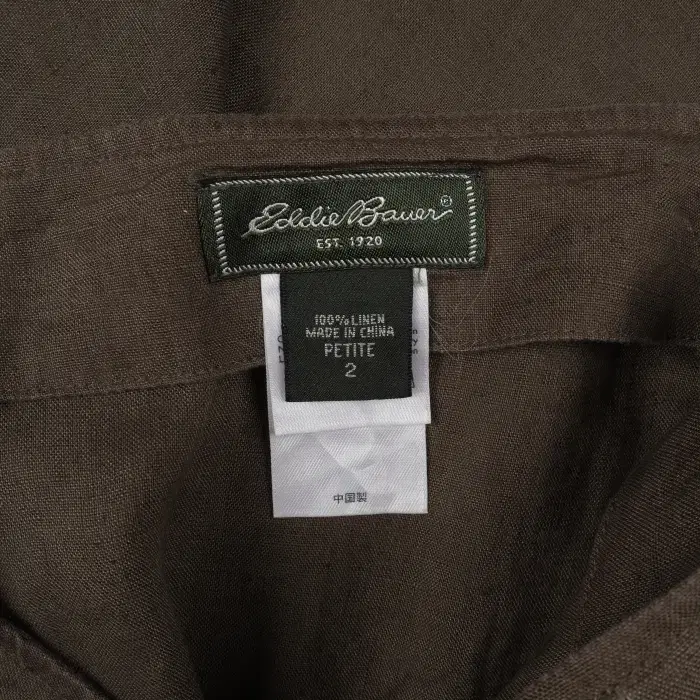 Eddie Bauer®
EST. 1920
100% LINEN
MADE IN CHINA
PETITE
2
中国製